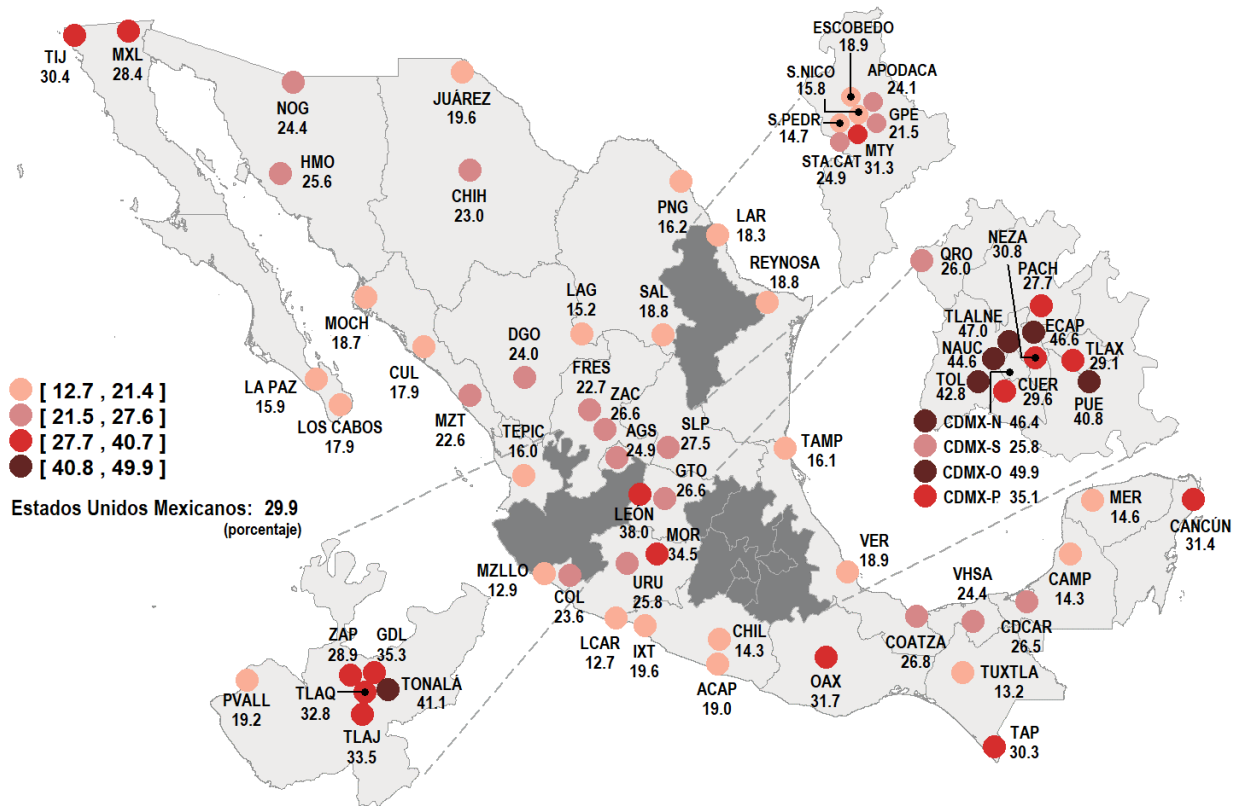 TIJ
30.4
MXL
28.4
NOG
24.4
HMO
25.6
JUÁREZ
19.6
CHIH
23.0
PNG
16.2
LAR
18.3
REYNOSA
18.8
ESCOBEDO
18.9
S.NICO
15.8
APODACA
24.1
S.PEDR
14.7
GPE
21.5
MTY
31.3
STA.CAT
24.9
MOCH
18.7
CUL
17.9
LA PAZ
15.9
LOS CABOS
17.9
MZT
22.6
LAG
15.2
SAL
18.8
DGO
24.0
FRES
22.7
ZAC
26.6
AGS
24.9
SLP
27.5
TEPIC
16.0
GTO
26.6
LEÓN
38.0
MOR
34.5
TAMP
16.1
QRO
26.0
NEZA
30.8
PACH
27.7
TLALNE
47.0
ECAP
46.6
NAUC
44.6
TLAX
29.1
TOL
42.8
CUER
29.6
PUE
40.8
CDMX-N 46.4
CDMX-S 25.8
CDMX-O 49.9
CDMX-P 35.1
[ 12.7 , 21.4 ]
[ 21.5 , 27.6 ]
[ 27.7 , 40.7 ]
[ 40.8 , 49.9 ]
Estados Unidos Mexicanos: 29.9
(porcentaje)
MZLLO
12.9
COL
23.6
URU
25.8
LCAR
12.7
IXT
19.6
CHIL
14.3
ACAP
19.0
VER
18.9
MER
14.6
CANCÚN
31.4
CAMP
14.3
VHSA
24.4
CDCAR
26.5
COATZA
26.8
OAX
31.7
TUXTLA
13.2
TAP
30.3
ZAP
28.9
GDL
35.3
PVALL
19.2
TLAQ
32.8
TONALÁ
41.1
TLAJ
33.5